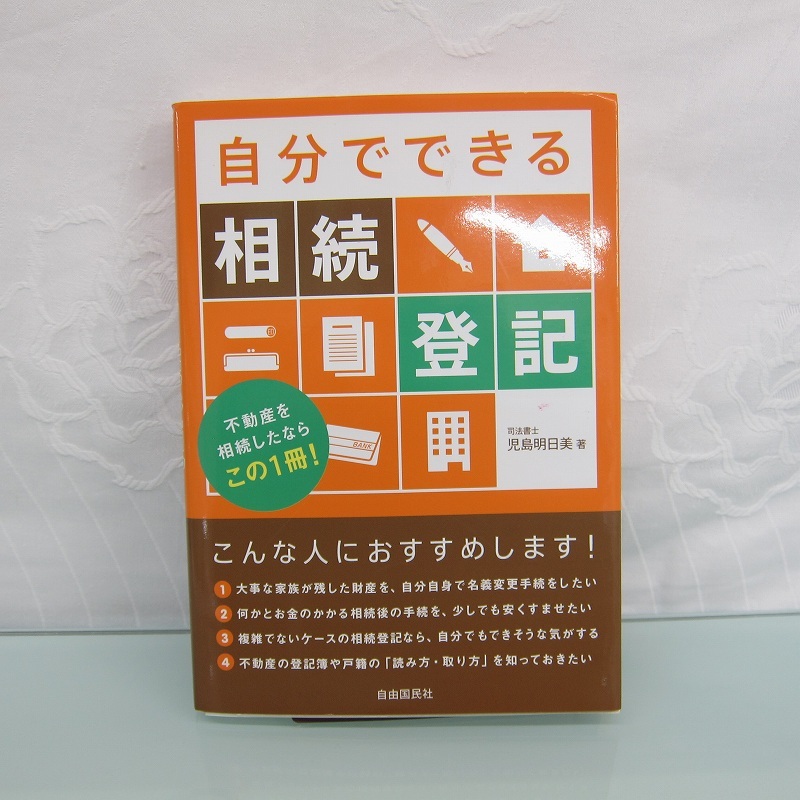 自分でできる
相続
登記
不動産を
相続したなら
この1冊!
BANK
司法書士
児島明日美 著
こんな人におすすめします!
1 大事な家族が残した財産を、自分自身で名義変更手続をしたい
2 何かとお金のかかる相続後の手続を、少しでも安くすませたい
3 複雑でないケースの相続登記なら、自分でもできそうな気がする
4 不動産の登記簿や戸籍の「読み方・取り方」を知っておきたい
自由国民社